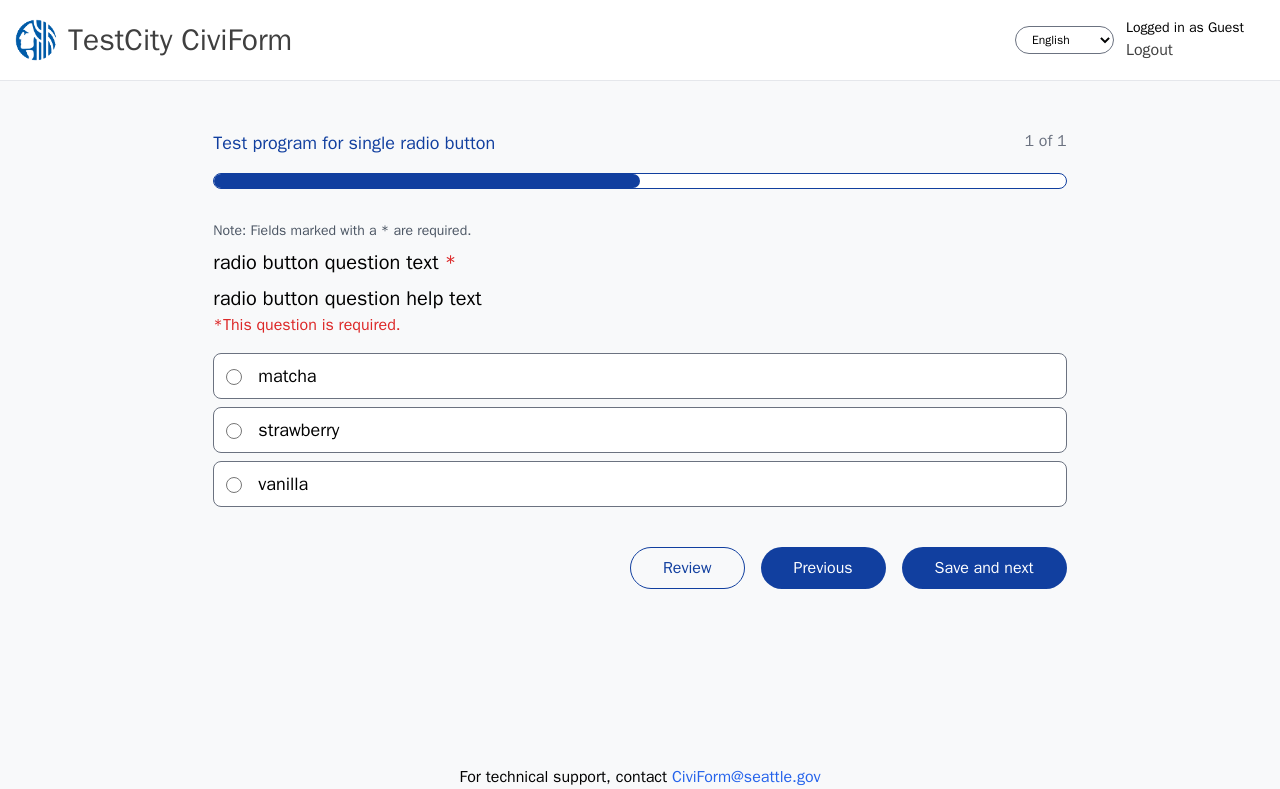 TestCity CiviForm
English
Logged in as Guest
Logout
Test program for single radio button
1 of 1
Note: Fields marked with a * are required.
radio button question text *
radio button question help text
*This question is required.
matcha
strawberry
vanilla
Review
Previous
Save and next
For technical support, contact CiviForm@seattle.gov